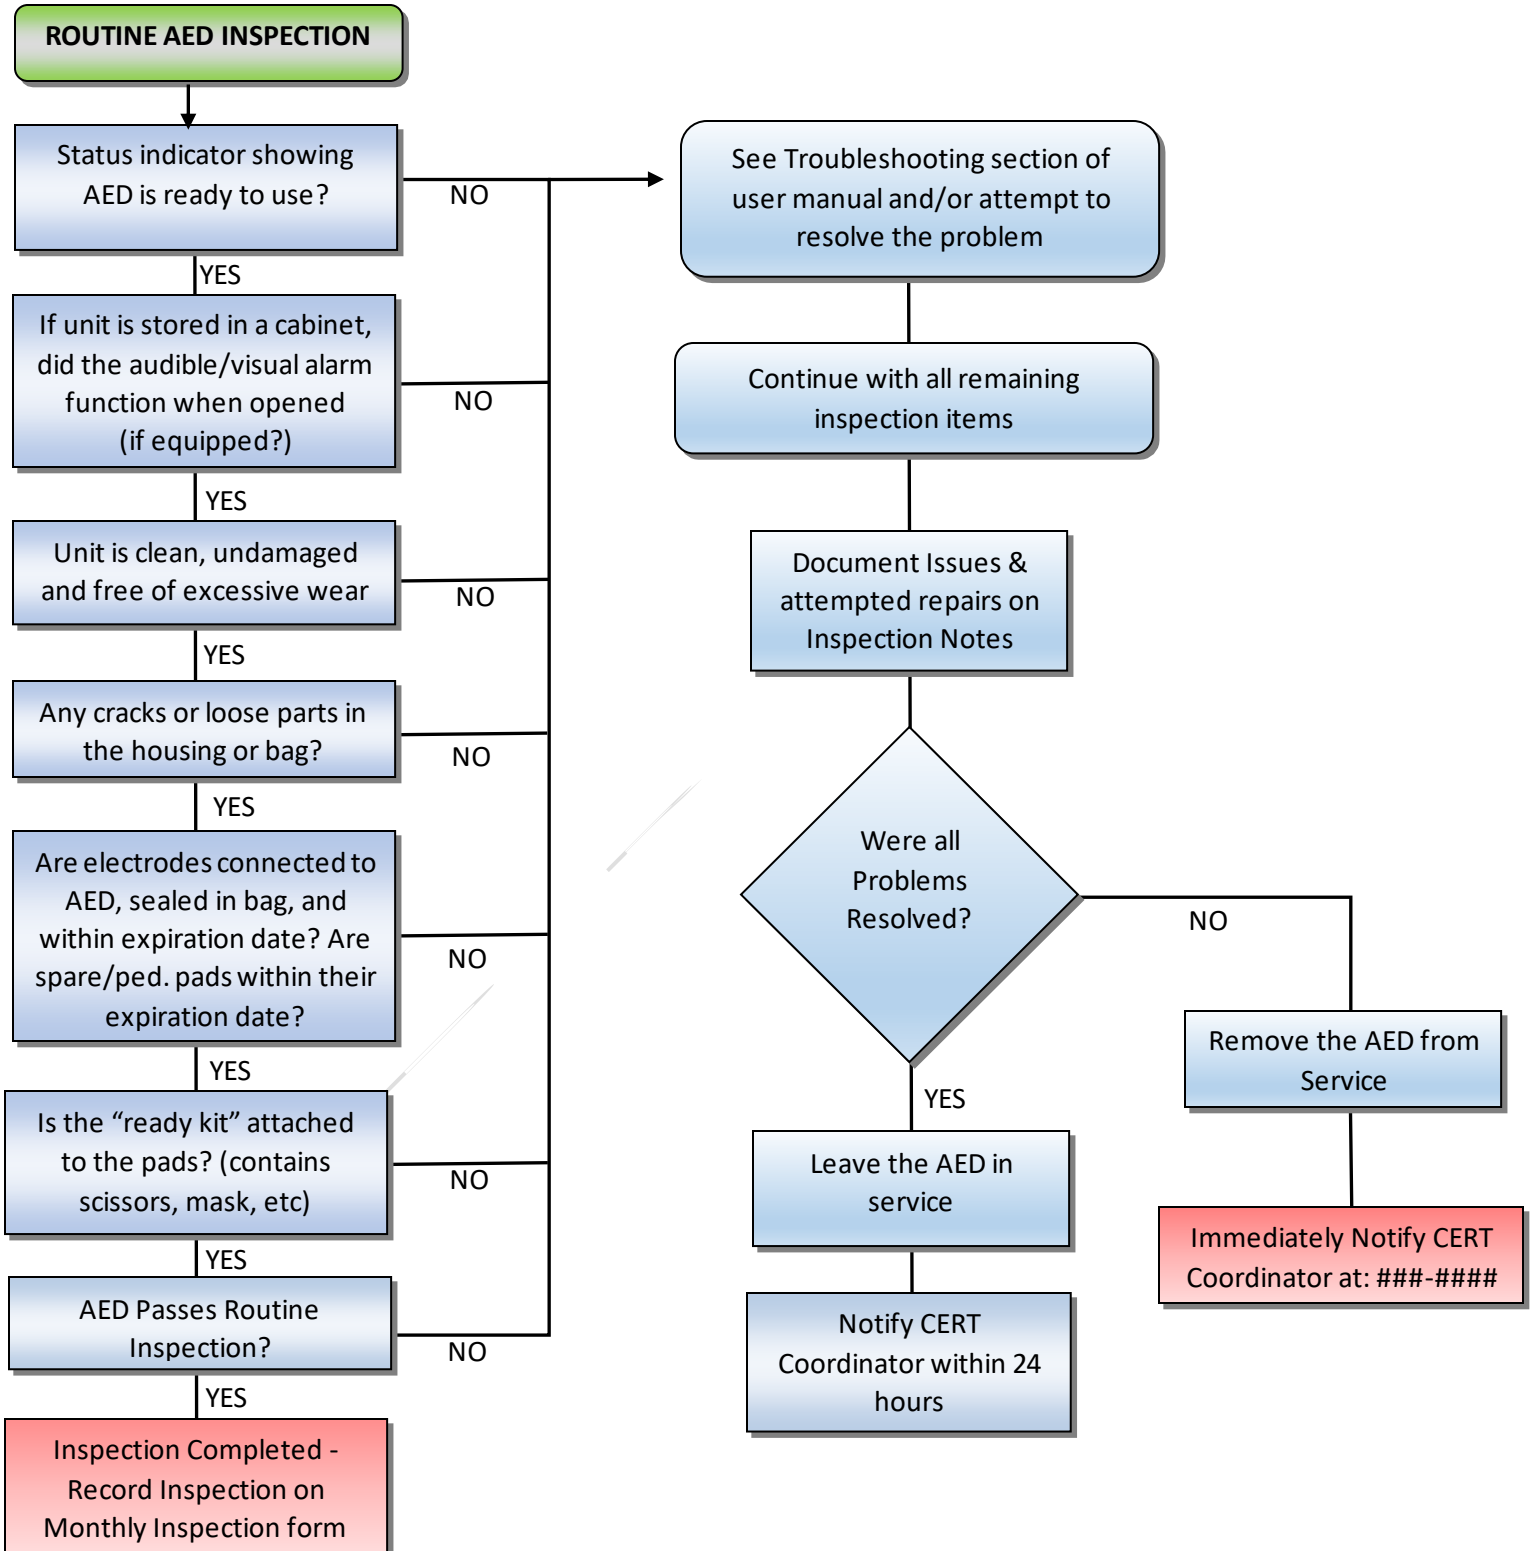 ROUTINE AED INSPECTION
Status indicator showing
AED is ready to use?
NO
YES
If unit is stored in a cabinet,
did the audible/visual alarm
function when opened
(if equipped?)
NO
YES
Unit is clean, undamaged
and free of excessive wear
NO
YES
Any cracks or loose parts in
the housing or bag?
NO
YES
Are electrodes connected to
AED, sealed in bag, and
within expiration date? Are
spare/ped. pads within their
expiration date?
NO
YES
Is the “ready kit” attached
to the pads? (contains
scissors, mask, etc)
NO
YES
AED Passes Routine
Inspection?
NO
YES
Inspection Completed -
Record Inspection on
Monthly Inspection form
See Troubleshooting section of
user manual and/or attempt to
resolve the problem
Continue with all remaining
inspection items
Document Issues &
attempted repairs on
Inspection Notes
Were all
Problems
Resolved?
NO
YES
Leave the AED in
service
Notify CERT
Coordinator within 24
hours
Remove the AED from
Service
Immediately Notify CERT
Coordinator at: ###-####